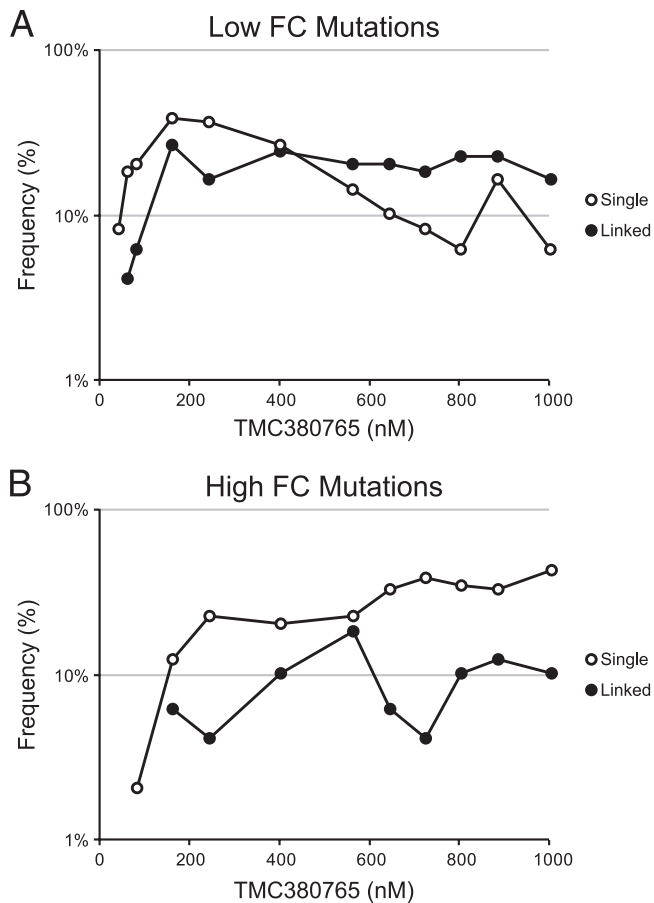 A
Low FC Mutations
100%
10%
1%
Frequency (%)
0 200 400 600 800 1000
TMC380765 (nM)
Single
Linked
B
High FC Mutations
100%
10%
1%
Frequency (%)
0 200 400 600 800 1000
TMC380765 (nM)
Single
Linked